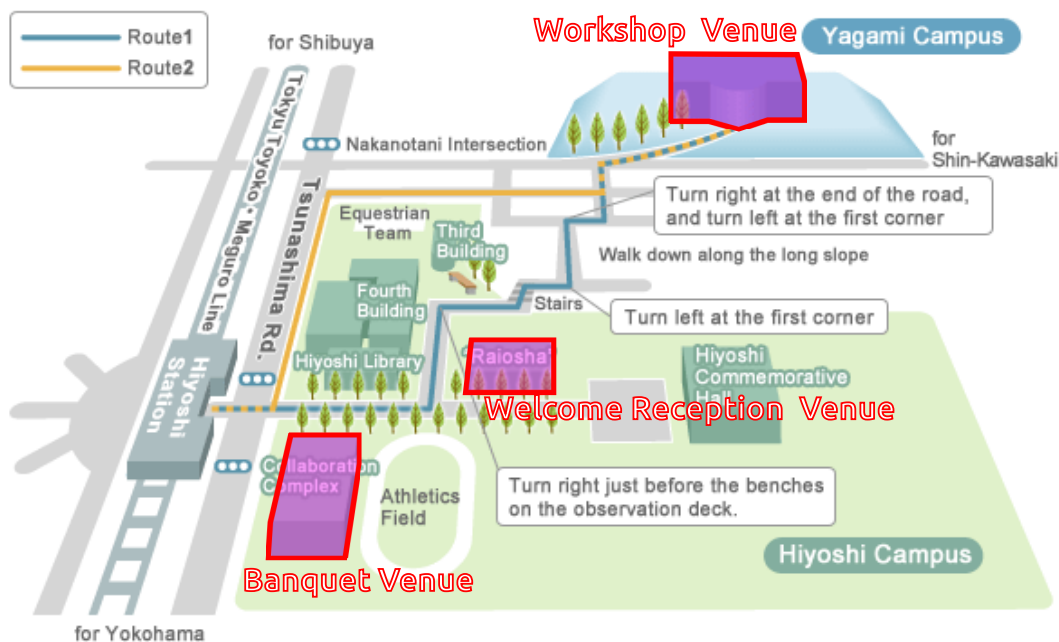 Route1
Route2
for Shibuya
Workshop Venue
Yagami Campus
Tokyu Toyoko • Meguro Line
Nakanotani Intersection
for
Shin-Kawasaki
Tsunashima Rd.
Turn right at the end of the road,
and turn left at the first corner
Equestrian
Team
Third
Building
Walk down along the long slope
Fourth
Building
Stairs
Turn left at the first corner
Hiyoshi
Station
Hiyoshi Library
Raiosha
Hiyoshi
Commemorative
Hall
Welcome Reception Venue
Collaboration
Complex
Athletics
Field
Turn right just before the benches
on the observation deck.
Hiyoshi Campus
Banquet Venue
for Yokohama